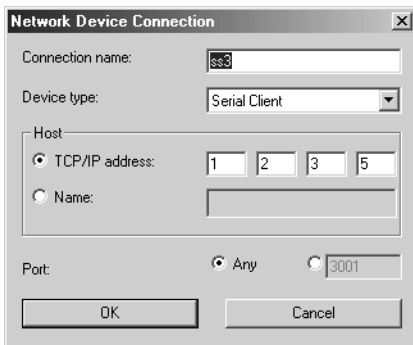 Network Device Connection
Connection name: ss3
Device type: Serial Client
Host
TCP/IP address: 1 2 3 5
Name:
Port: Any 3001
OK Cancel